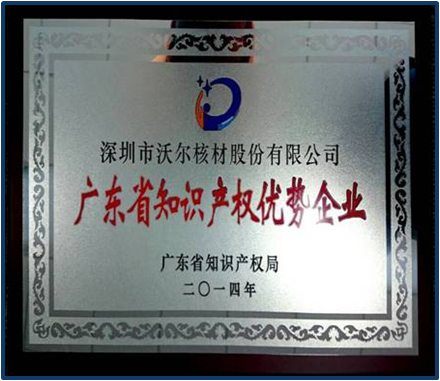 深圳市沃尔核材股份有限公司
广东省知识产权优势企业
广东省知识产权局
二〇一四年